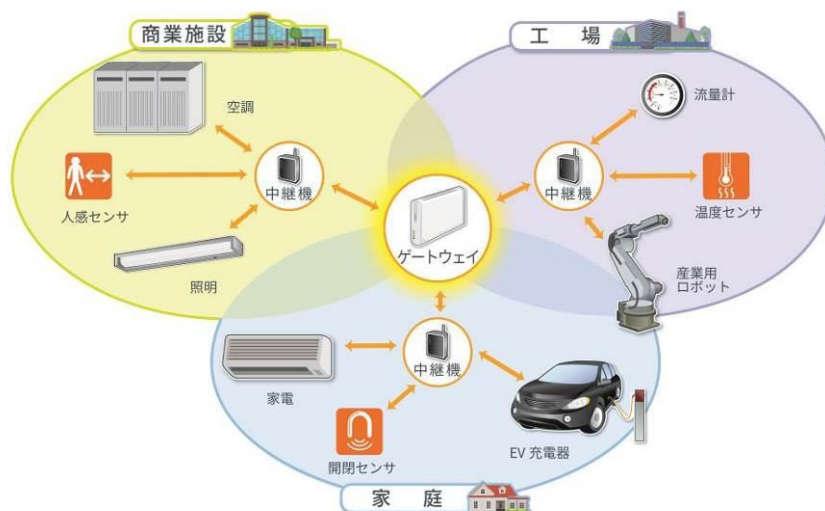 商業施設
工場
空調
流量計
人感センサ
中継機
中継機
温度センサ
ゲートウェイ
照明
産業用
ロボット
中継機
家電
開閉センサ
EV 充電器
家庭